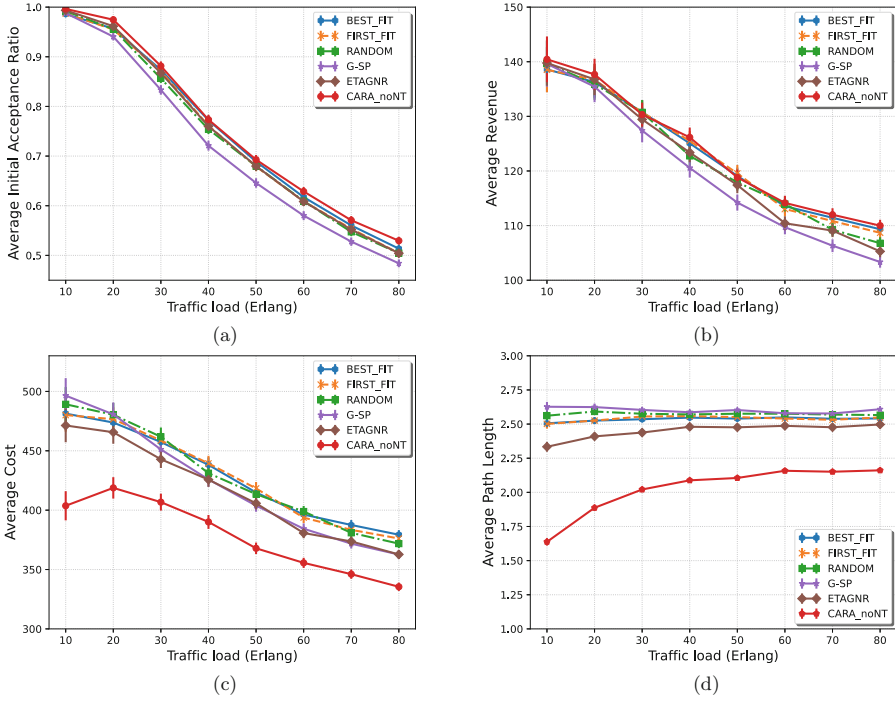 Average Initial Acceptance Ratio
1.0
0.9
0.8
0.7
0.6
0.5
10 20 30 40 50 60 70 80
Traffic load (Erlang)
BEST_FIT
FIRST_FIT
RANDOM
G-SP
ETAGNR
CARA_noNT
(a)
Average Revenue
150
140
130
120
110
100
10 20 30 40 50 60 70 80
Traffic load (Erlang)
BEST_FIT
FIRST_FIT
RANDOM
G-SP
ETAGNR
CARA_noNT
(b)
Average Cost
500
450
400
350
300
10 20 30 40 50 60 70 80
Traffic load (Erlang)
BEST_FIT
FIRST_FIT
RANDOM
G-SP
ETAGNR
CARA_noNT
(c)
Average Path Length
3.00
2.75
2.50
2.25
2.00
1.75
1.50
1.25
1.00
10 20 30 40 50 60 70 80
Traffic load (Erlang)
BEST_FIT
FIRST_FIT
RANDOM
G-SP
ETAGNR
CARA_noNT
(d)